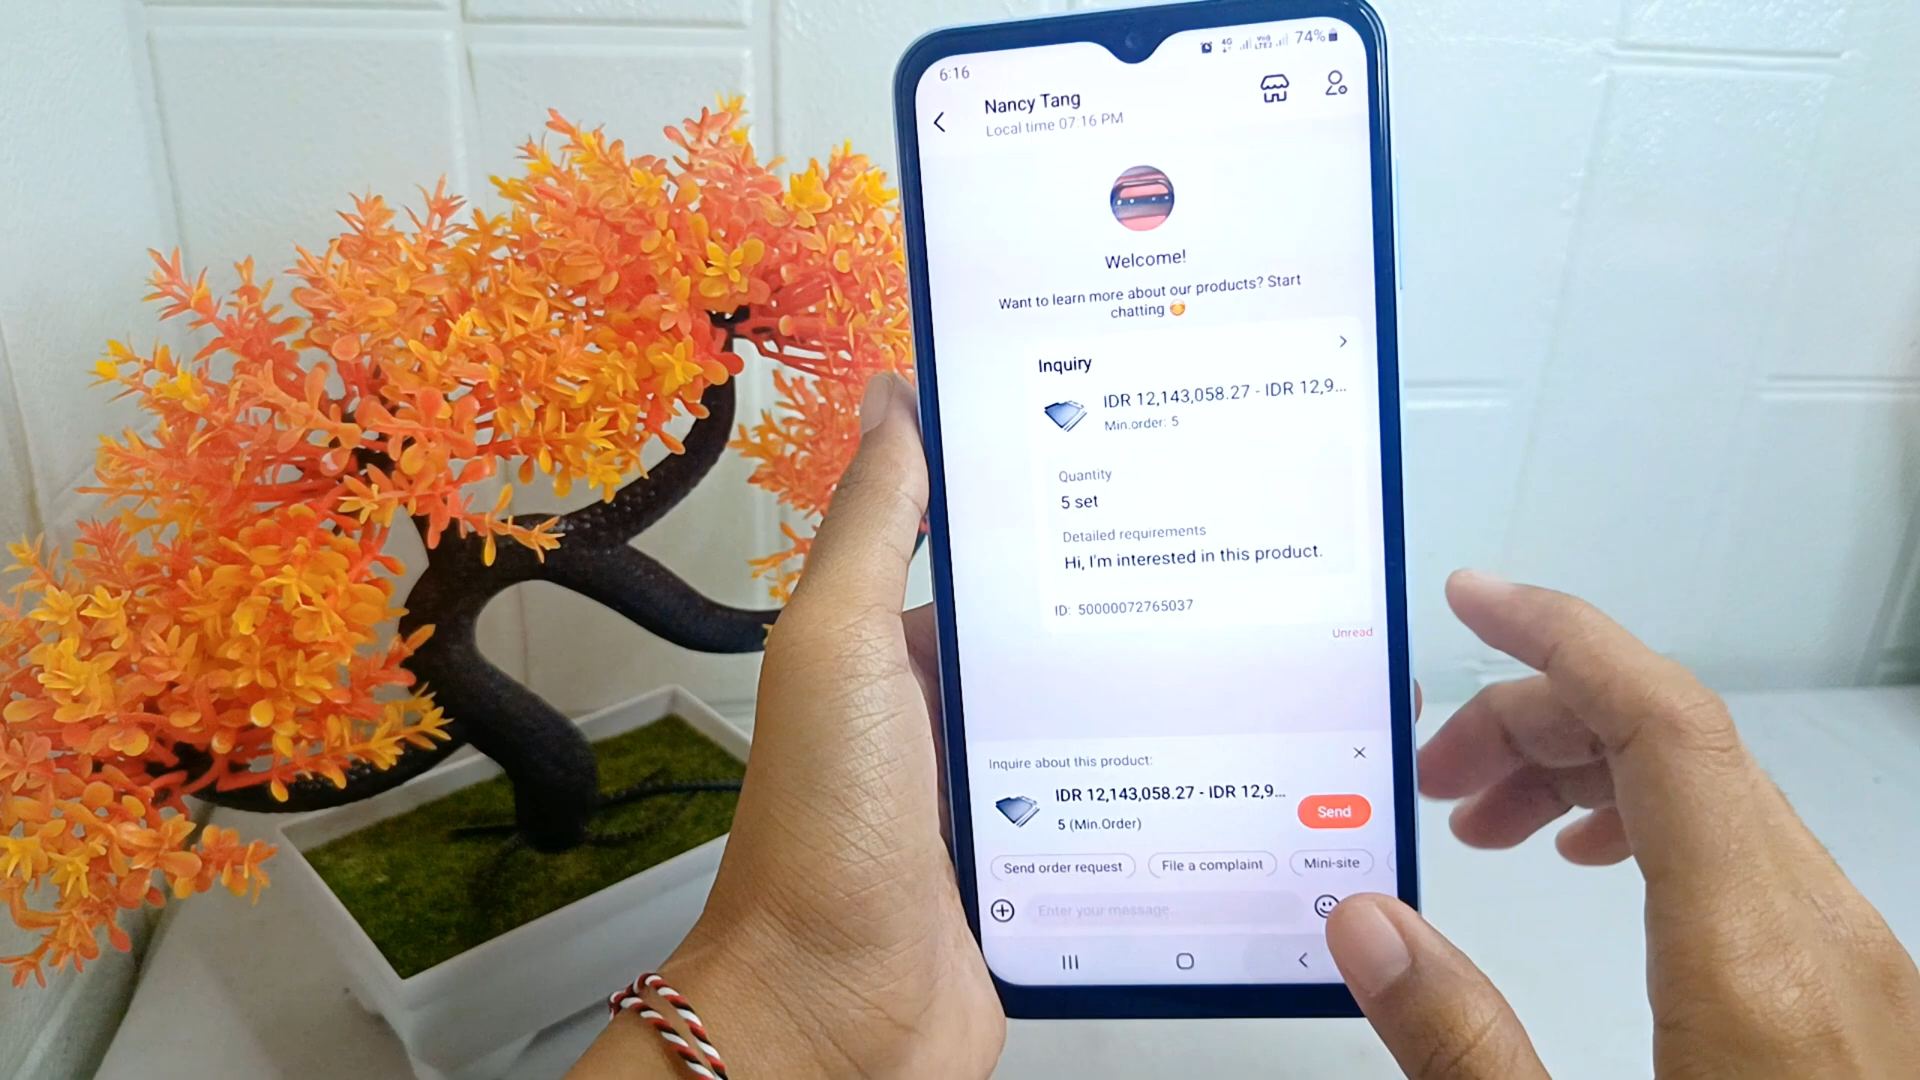 6:16
4G
74%
Nancy Tang
Local time 07:16 PM
Welcome!
Want to learn more about our products? Start
chatting
Inquiry
IDR 12,143,058.27 - IDR 12,9...
Min.order: 5
Quantity
5 set
Detailed requirements
Hi, I'm interested in this product.
ID: 50000072765037
Unread
Inquire about this product:
IDR 12,143,058.27 - IDR 12,9...
5 (Min.Order)
Send
Send order request
File a complaint
Mini-site
Enter your message.